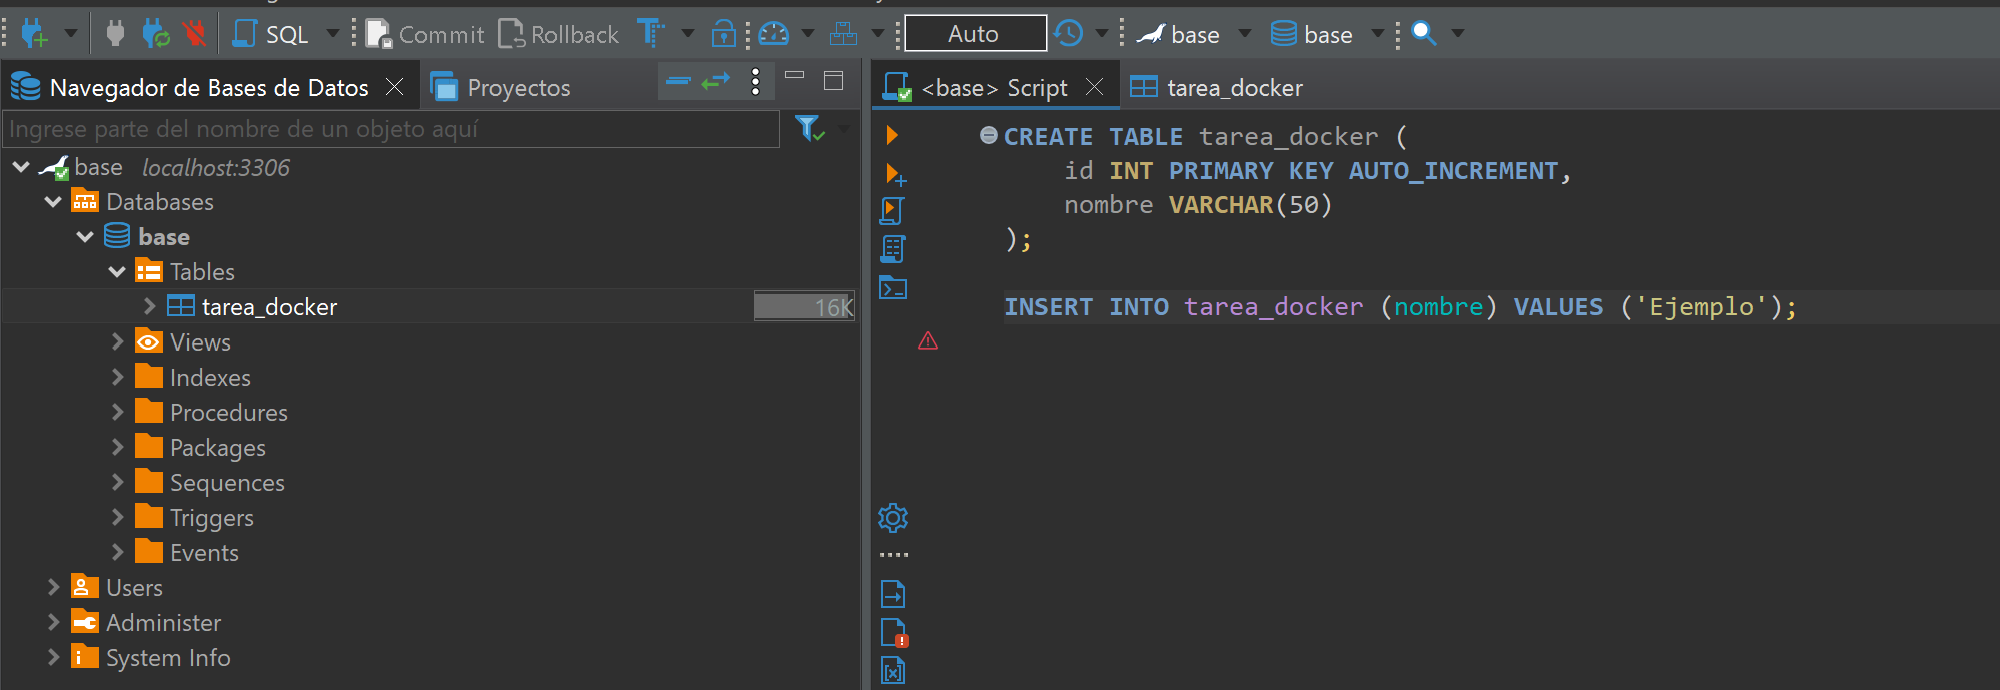 SQL Commit Rollback Auto base base
Navegador de Bases de Datos Proyectos
Ingrese parte del nombre de un objeto aquí
base localhost:3306
Databases
base
Tables
tarea_docker 16K
Views
Indexes
Procedures
Packages
Sequences
Triggers
Events
Users
Administer
System Info
<base> Script tarea_docker
CREATE TABLE tarea_docker (
id INT PRIMARY KEY AUTO_INCREMENT,
nombre VARCHAR(50)
);
INSERT INTO tarea_docker (nombre) VALUES ('Ejemplo');